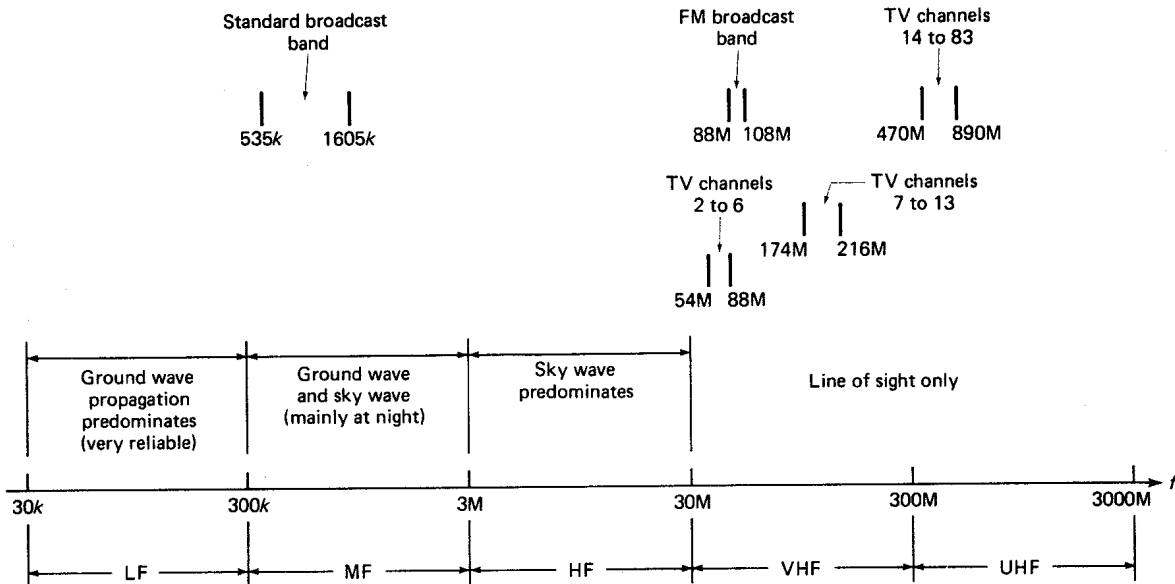 Standard broadcast
band
535k
1605k
FM broadcast
band
88M
108M
TV channels
14 to 83
470M
890M
TV channels
2 to 6
54M
88M
TV channels
7 to 13
174M
216M
Ground wave
propagation
predominates
(very reliable)
Ground wave
and sky wave
(mainly at night)
Sky wave
predominates
Line of sight only
30k
300k
3M
30M
300M
3000M
f
LF
MF
HF
VHF
UHF